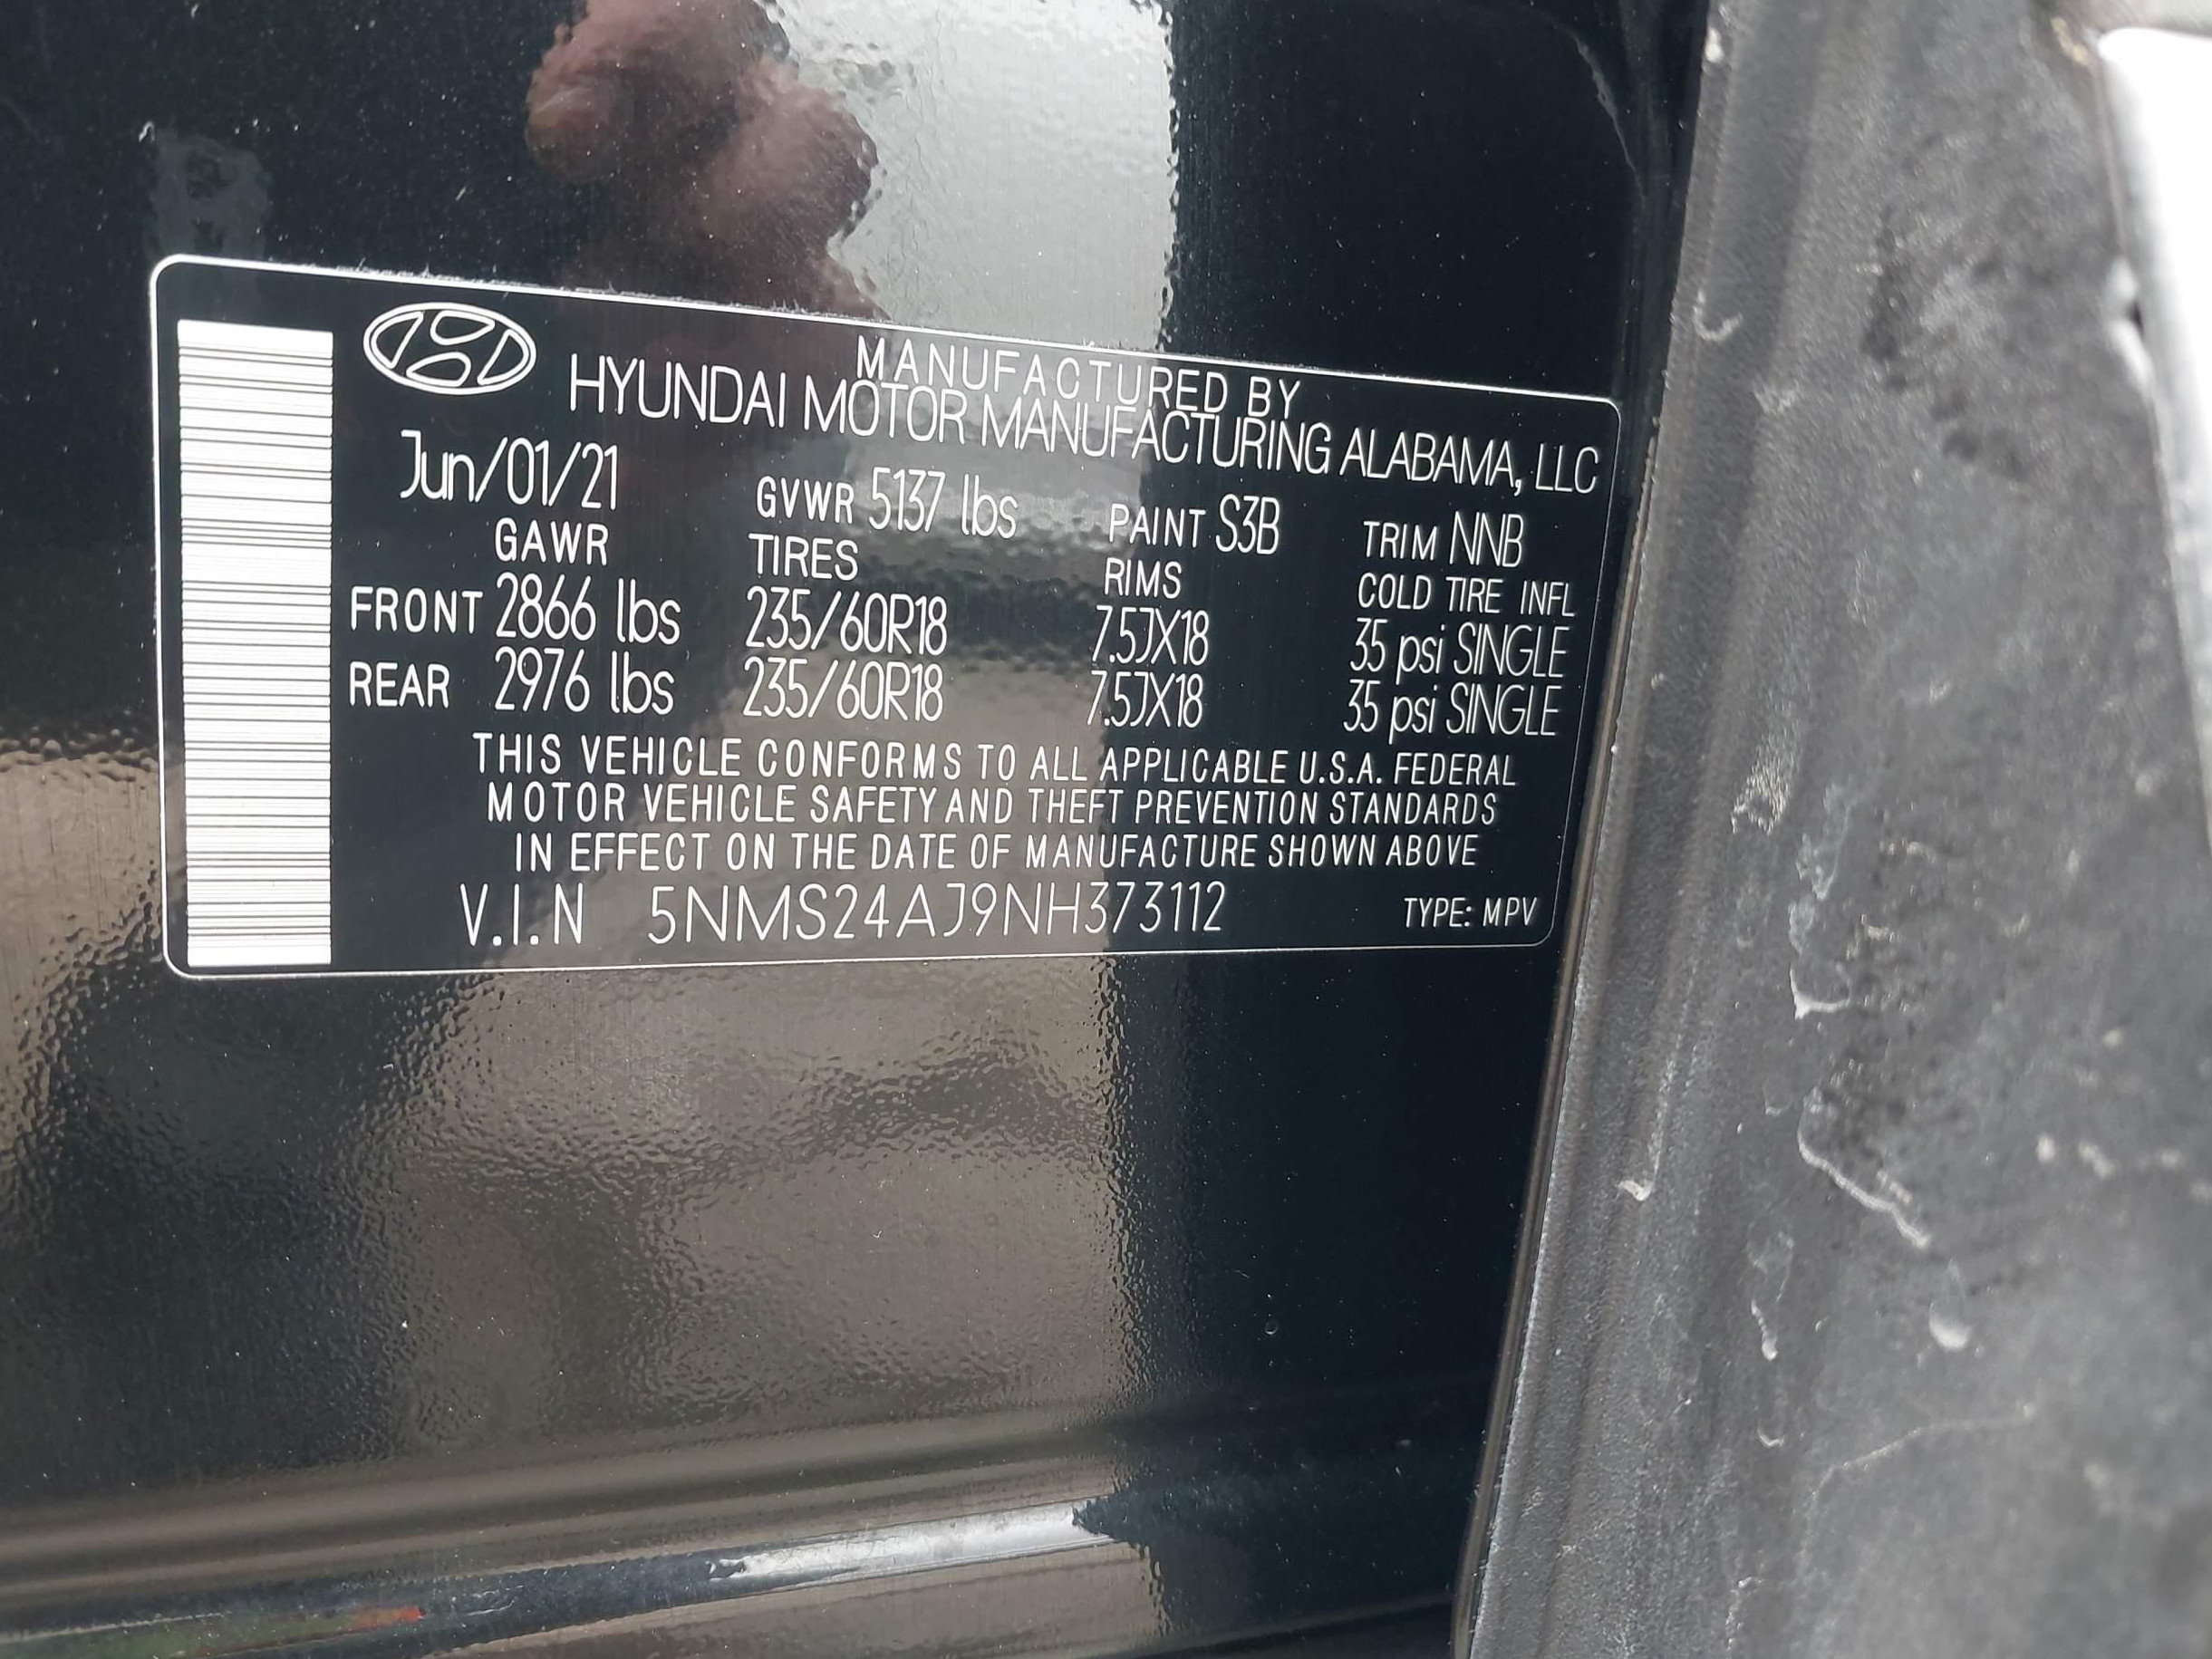 MANUFACTURED BY
HYUNDAI MOTOR MANUFACTURING ALABAMA, LLC
Jun/01/21 GVWR 5137 lbs PAINT S3B TRIM NNB
GAWR TIRES RIMS COLD TIRE INFL
FRONT 2866 lbs 235/60R18 7.5JX18 35 psi SINGLE
REAR 2976 lbs 235/60R18 7.5JX18 35 psi SINGLE
THIS VEHICLE CONFORMS TO ALL APPLICABLE U.S.A. FEDERAL
MOTOR VEHICLE SAFETY AND THEFT PREVENTION STANDARDS
IN EFFECT ON THE DATE OF MANUFACTURE SHOWN ABOVE
V.I.N 5NMS24AJ9NH373112 TYPE: MPV